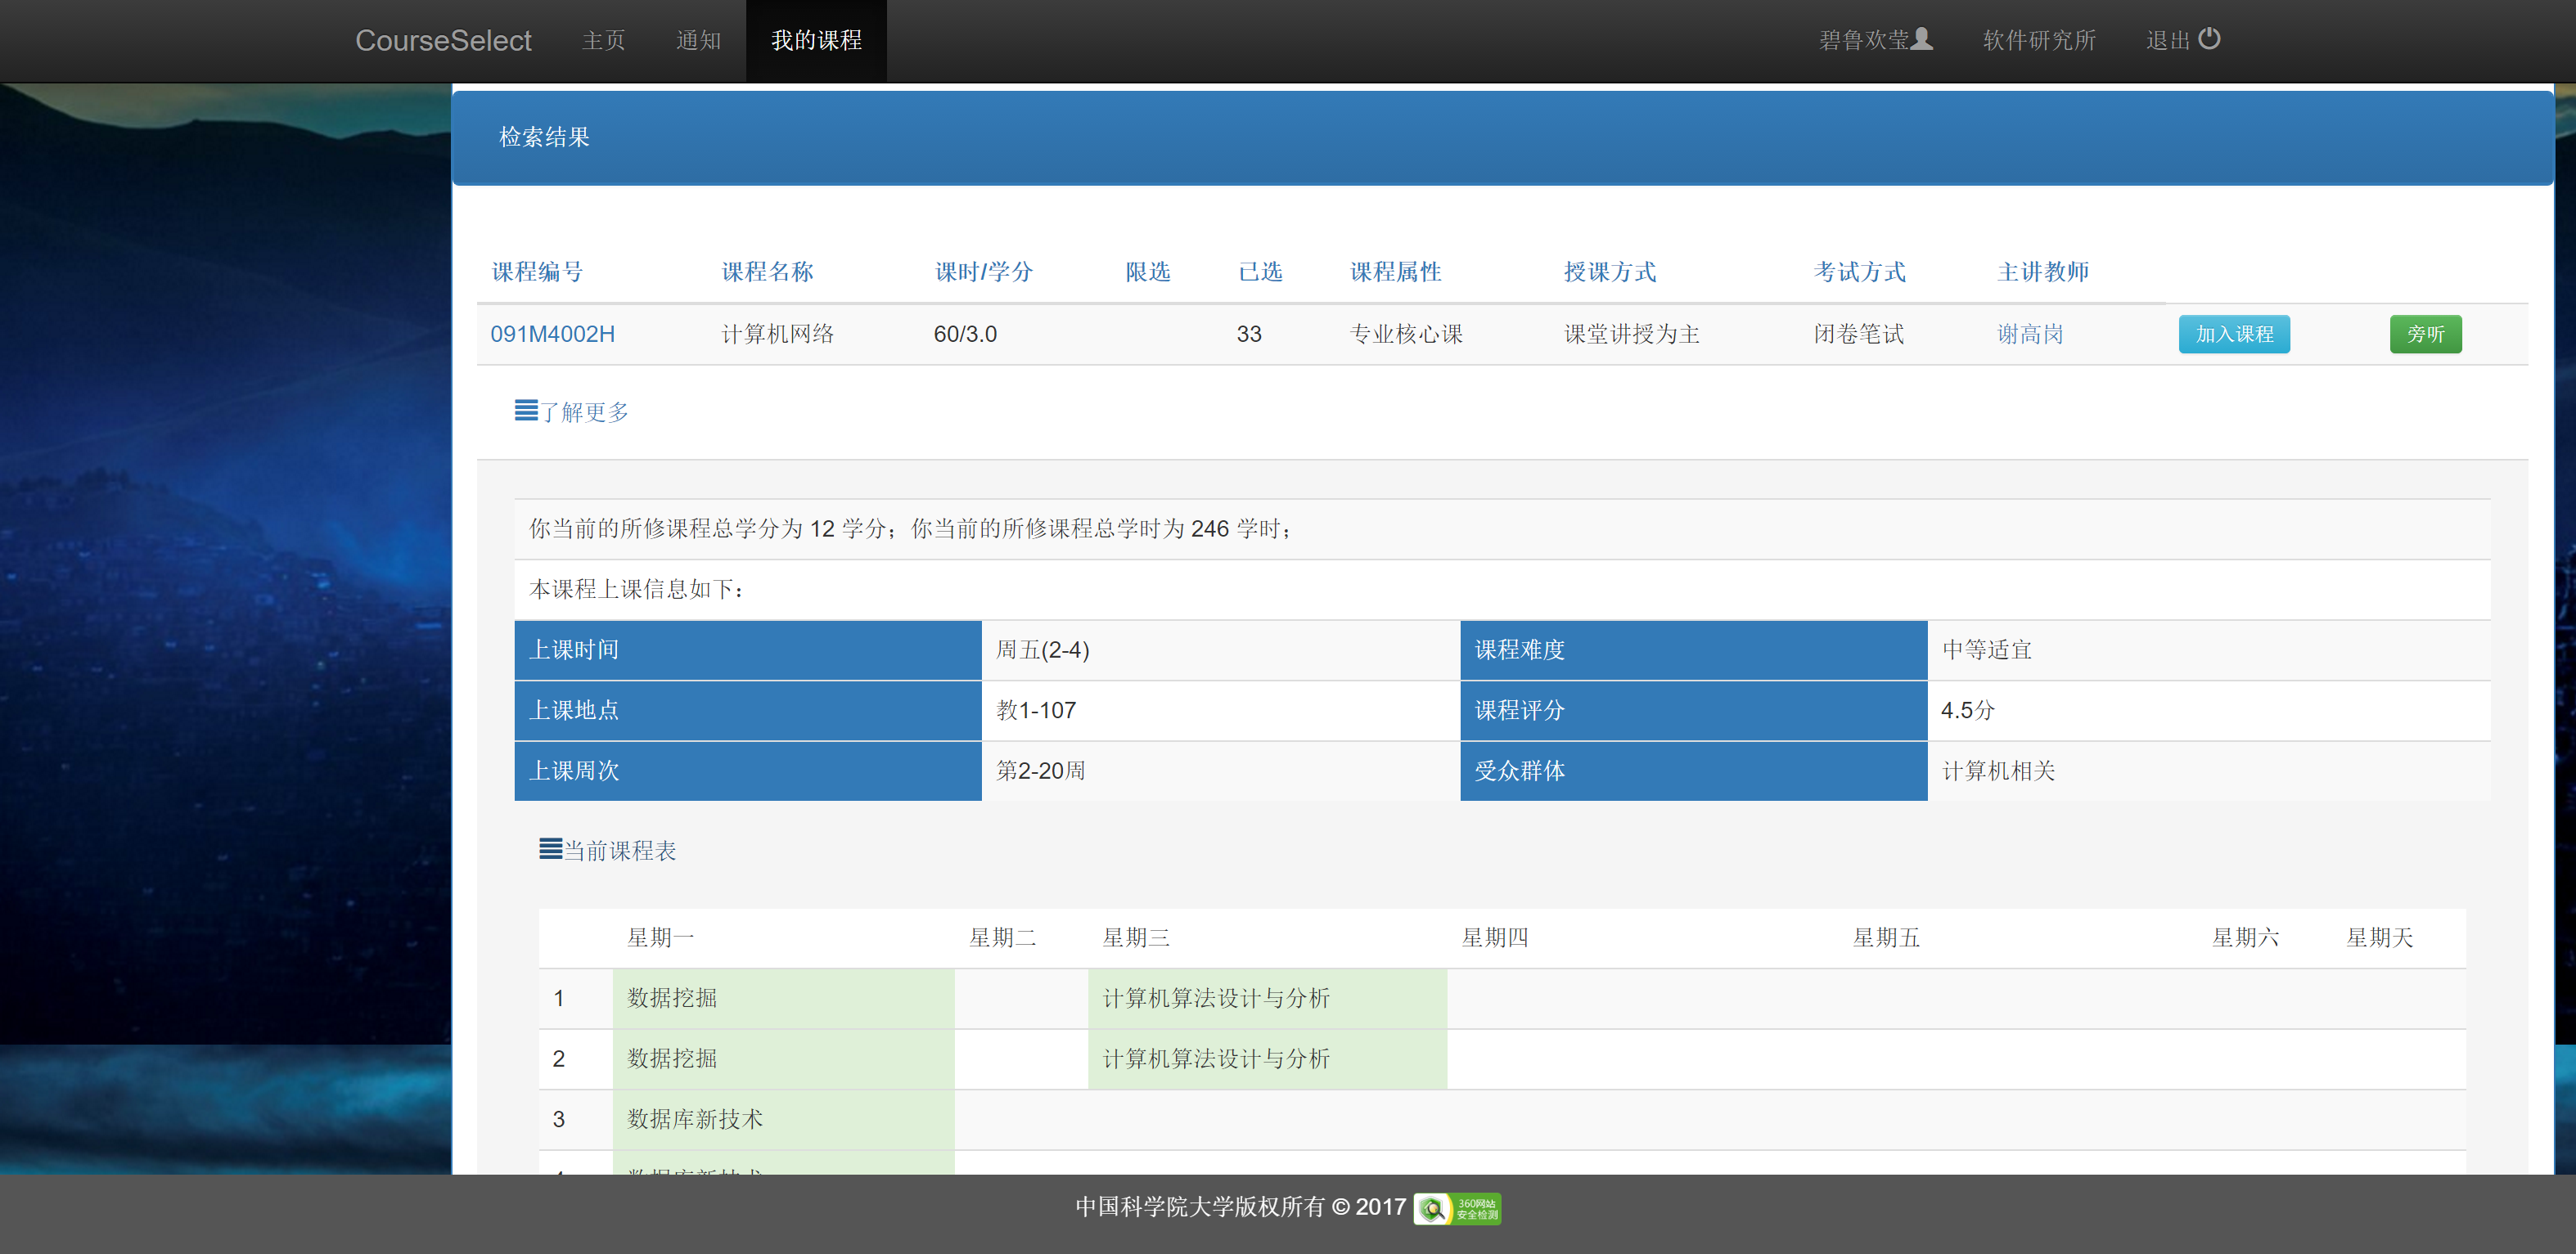 CourseSelect 主页 通知 我的课程 碧鲁欢莹 软件研究所 退出
检索结果
课程编号 课程名称 课时/学分 限选 已选 课程属性 授课方式 考试方式 主讲教师
091M4002H 计算机网络 60/3.0 33 专业核心课 课堂讲授为主 闭卷笔试 谢高岗 加入课程 旁听
了解更多
你当前的所修课程总学分为 12 学分；你当前的所修课程总学时为 246 学时；
本课程上课信息如下：
上课时间 周五(2-4) 课程难度 中等适宜
上课地点 教1-107 课程评分 4.5分
上课周次 第2-20周 受众群体 计算机相关
当前课程表
星期一 星期二 星期三 星期四 星期五 星期六 星期天
1 数据挖掘 计算机算法设计与分析
2 数据挖掘 计算机算法设计与分析
3 数据库新技术
中国科学院大学版权所有 © 2017 360网站
安全检测